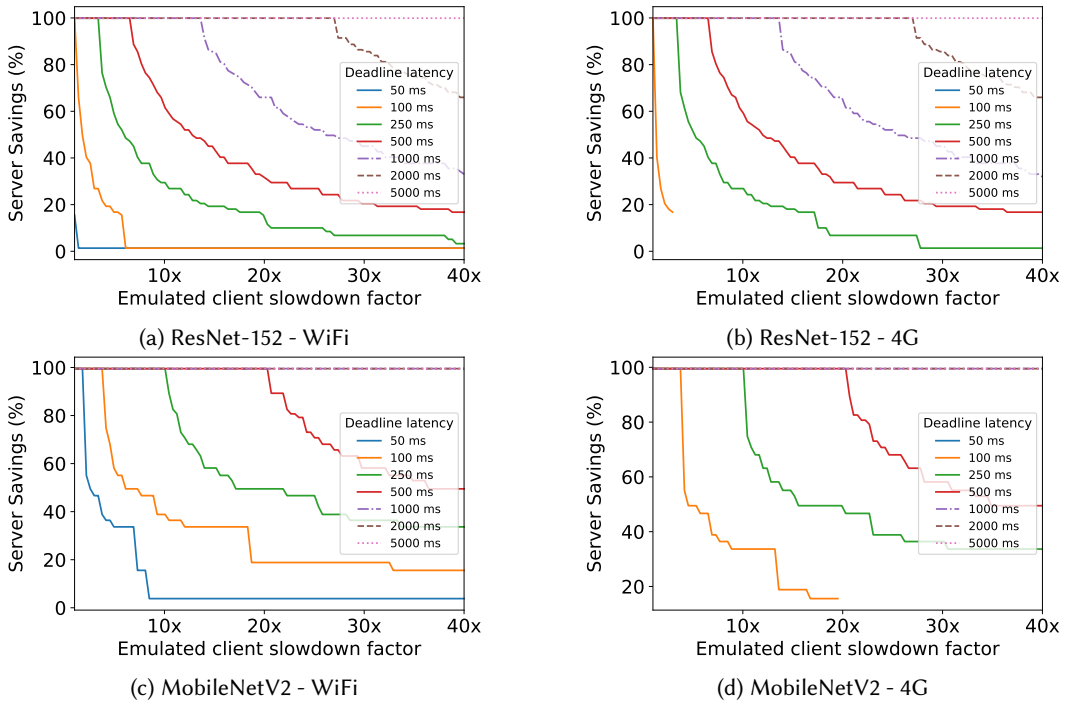 100
80
60
40
20
0
Server Savings (%)
Deadline latency
50 ms
100 ms
250 ms
500 ms
1000 ms
2000 ms
5000 ms
10x 20x 30x 40x
Emulated client slowdown factor
(a) ResNet-152 - WiFi
100
80
60
40
20
0
Server Savings (%)
Deadline latency
50 ms
100 ms
250 ms
500 ms
1000 ms
2000 ms
5000 ms
10x 20x 30x 40x
Emulated client slowdown factor
(b) ResNet-152 - 4G
100
80
60
40
20
0
Server Savings (%)
Deadline latency
50 ms
100 ms
250 ms
500 ms
1000 ms
2000 ms
5000 ms
10x 20x 30x 40x
Emulated client slowdown factor
(c) MobileNetV2 - WiFi
100
80
60
40
20
Server Savings (%)
Deadline latency
50 ms
100 ms
250 ms
500 ms
1000 ms
2000 ms
5000 ms
10x 20x 30x 40x
Emulated client slowdown factor
(d) MobileNetV2 - 4G